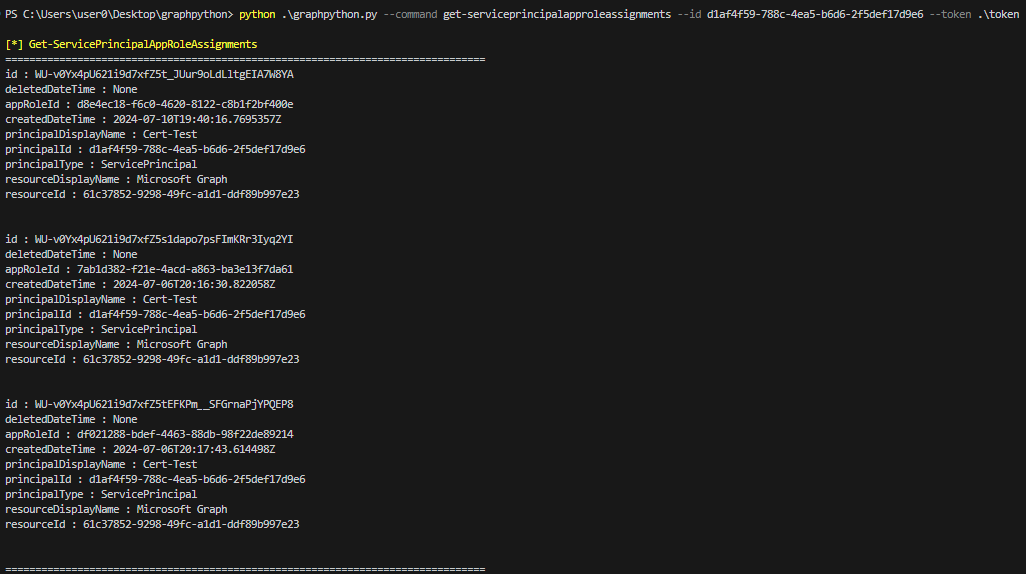 PS C:\Users\user0\Desktop\graphpython> python .\graphpython.py --command get-serviceprincipalapproleassignments --id d1af4f59-788c-4ea5-b6d6-2f5def17d9e6 --token .\token
[*] Get-ServicePrincipalAppRoleAssignments
================================================================================
id : WU-v0Yx4pU621i9d7xfZ5t_JUur9oLdLltgEIA7W8YA
deletedDateTime : None
appRoleId : d8e4ec18-f6c0-4620-8122-c8b1f2bf400e
createdDateTime : 2024-07-10T19:40:16.7695357Z
principalDisplayName : Cert-Test
principalId : d1af4f59-788c-4ea5-b6d6-2f5def17d9e6
principalType : ServicePrincipal
resourceDisplayName : Microsoft Graph
resourceId : 61c37852-9298-49fc-a1d1-ddf89b997e23
id : WU-v0Yx4pU621i9d7xfZ5s1dapo7psFImKRr3Iyq2YI
deletedDateTime : None
appRoleId : 7ab1d382-f21e-4acd-a863-ba3e13f7da61
createdDateTime : 2024-07-06T20:16:30.822058Z
principalDisplayName : Cert-Test
principalId : d1af4f59-788c-4ea5-b6d6-2f5def17d9e6
principalType : ServicePrincipal
resourceDisplayName : Microsoft Graph
resourceId : 61c37852-9298-49fc-a1d1-ddf89b997e23
id : WU-v0Yx4pU621i9d7xfZ5tEFKPm__SFGrnaPjYPQEP8
deletedDateTime : None
appRoleId : df021288-bdef-4463-88db-98f22de89214
createdDateTime : 2024-07-06T20:17:43.614498Z
principalDisplayName : Cert-Test
principalId : d1af4f59-788c-4ea5-b6d6-2f5def17d9e6
principalType : ServicePrincipal
resourceDisplayName : Microsoft Graph
resourceId : 61c37852-9298-49fc-a1d1-ddf89b997e23
================================================================================